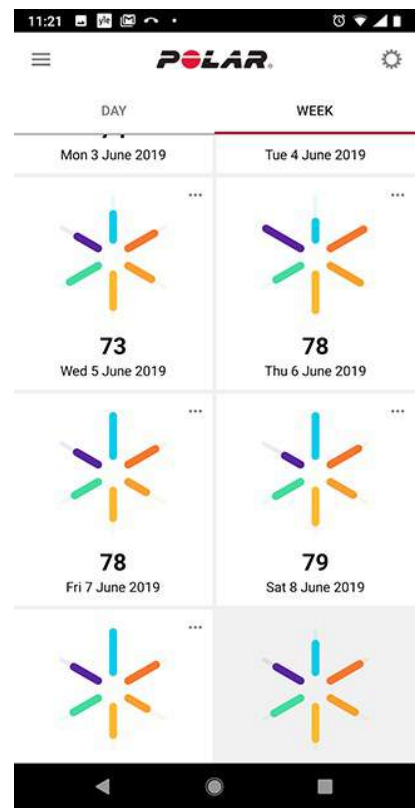 11:21 yle
POLAR.
DAY WEEK
Mon 3 June 2019 Tue 4 June 2019
73 78
Wed 5 June 2019 Thu 6 June 2019
78 79
Fri 7 June 2019 Sat 8 June 2019